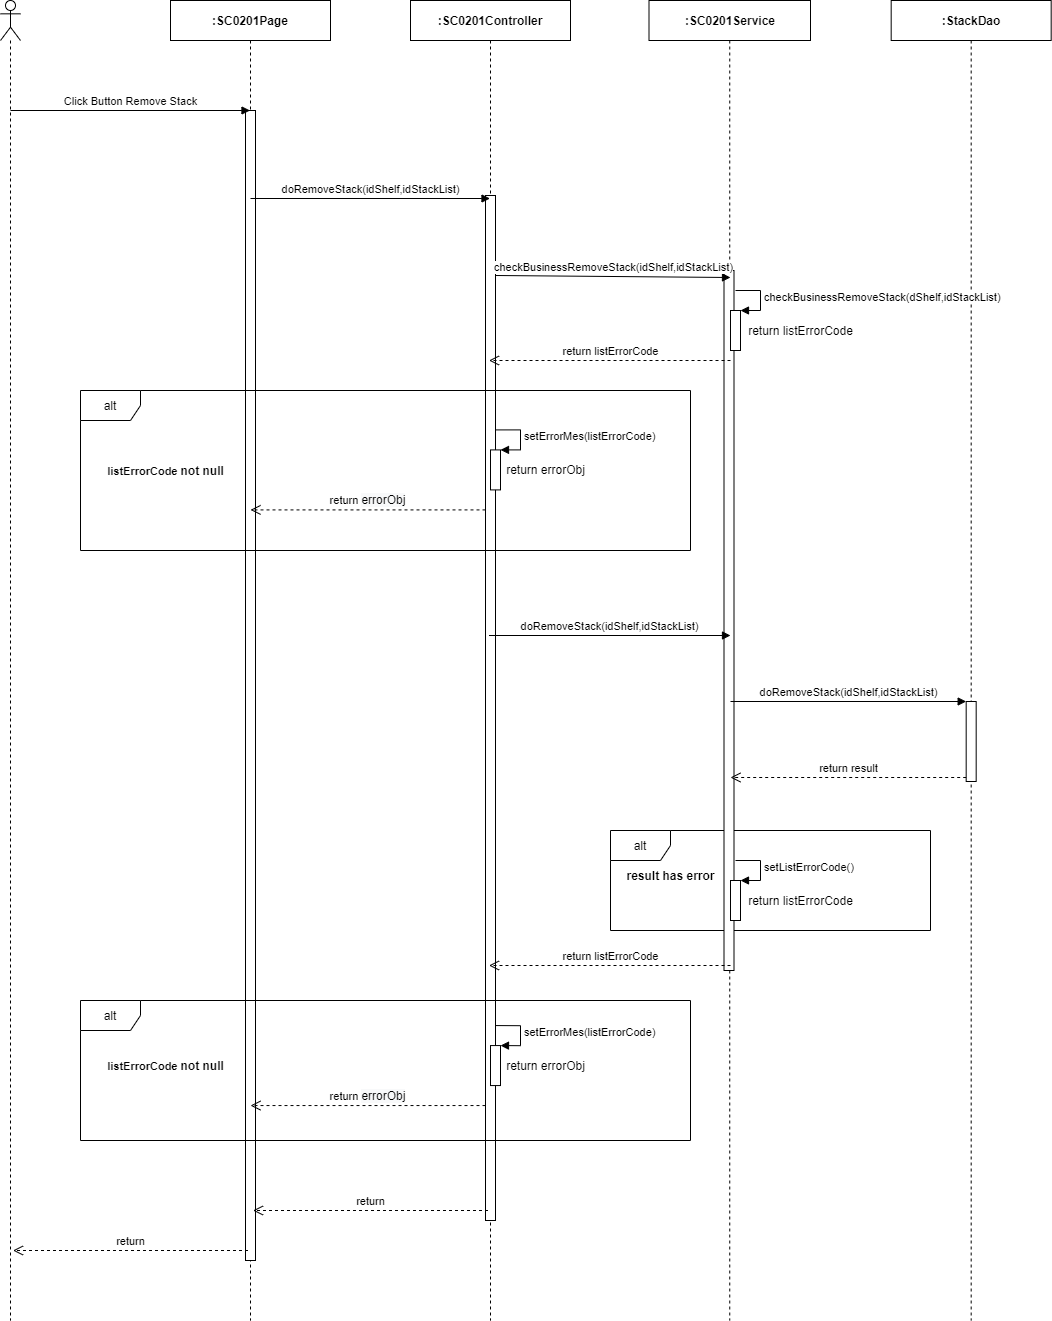 :SC0201Page
:SC0201Controller
:SC0201Service
:StackDao
Click Button Remove Stack
doRemoveStack(idShelf,idStackList)
checkBusinessRemoveStack(idShelf,idStackList)
checkBusinessRemoveStack(dShelf,idStackList)
return listErrorCode
return listErrorCode
alt
setErrorMes(listErrorCode)
listErrorCode not null
return errorObj
return errorObj
doRemoveStack(idShelf,idStackList)
doRemoveStack(idShelf,idStackList)
return result
alt
setListErrorCode()
result has error
return listErrorCode
return listErrorCode
alt
setErrorMes(listErrorCode)
listErrorCode not null
return errorObj
return errorObj
return
return